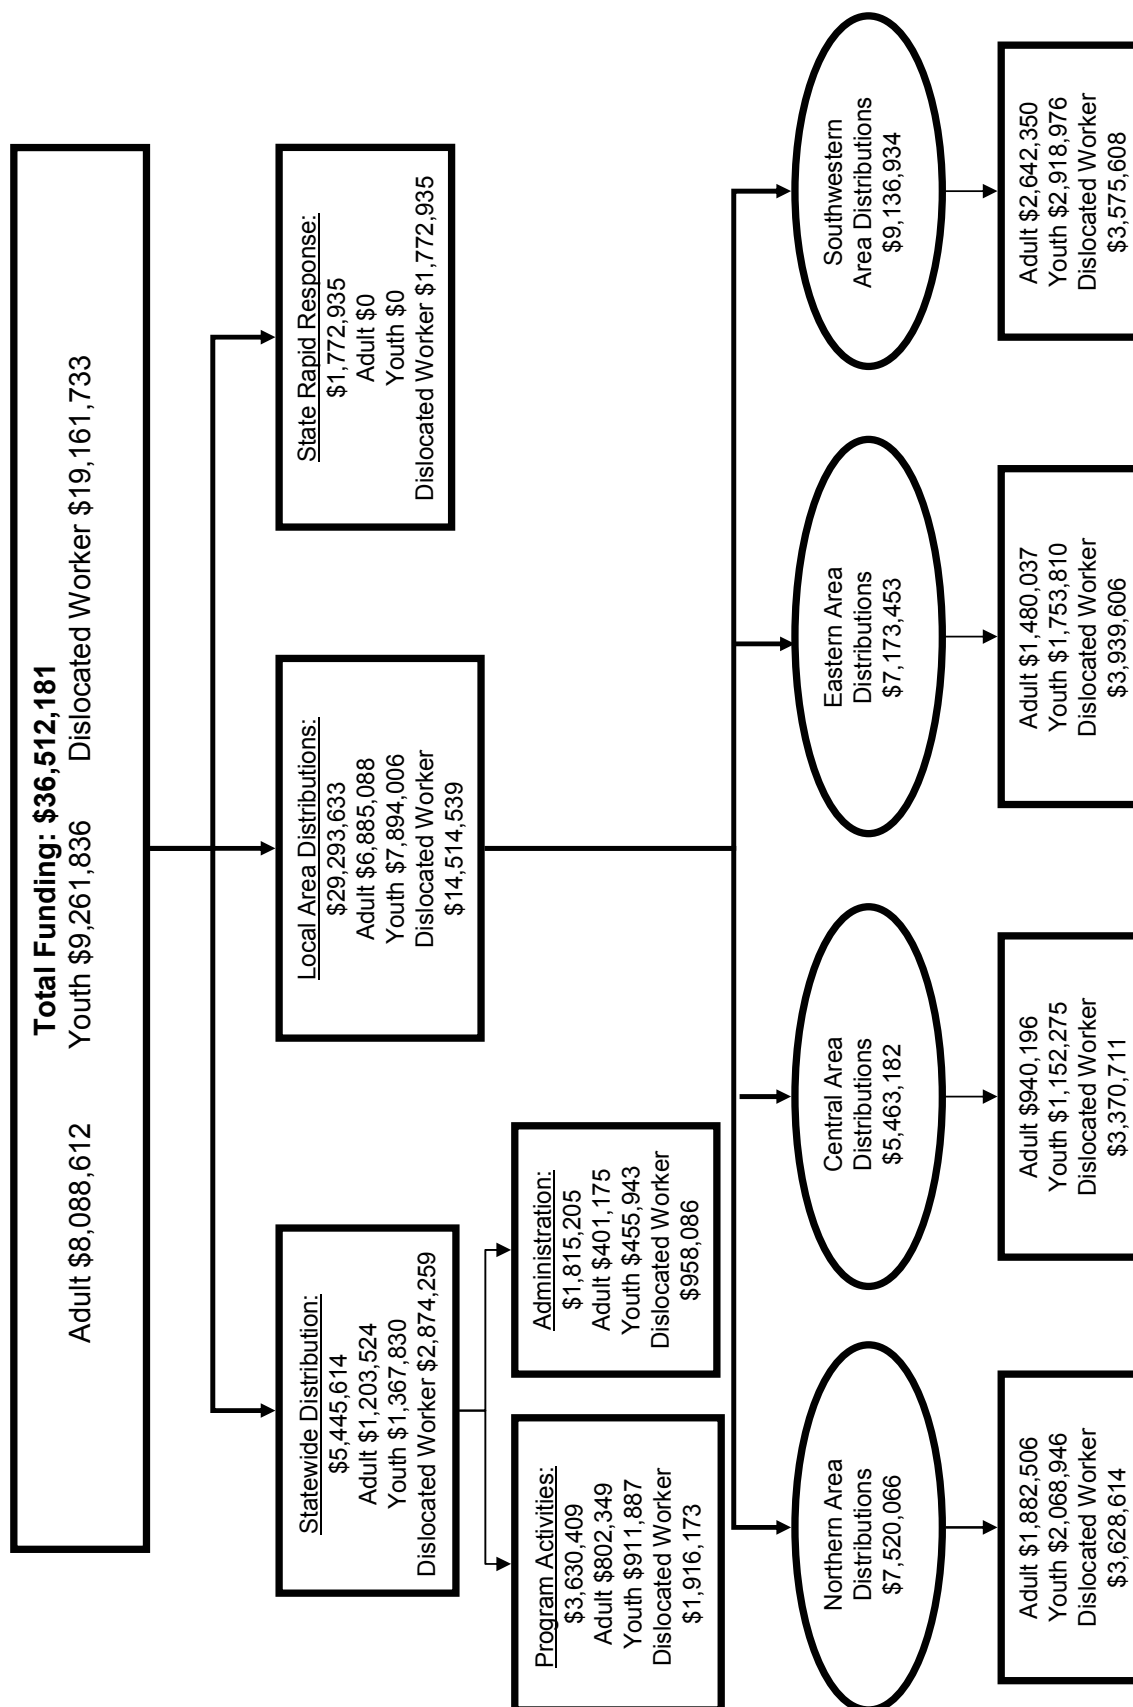 Total Funding: $36,512,181
Adult $8,088,612 Youth $9,261,836 Dislocated Worker $19,161,733
Statewide Distribution:
$5,445,614
Adult $1,203,524
Youth $1,367,830
Dislocated Worker $2,874,259
Local Area Distributions:
$29,293,633
Adult $6,885,088
Youth $7,894,006
Dislocated Worker
$14,514,539
State Rapid Response:
$1,772,935
Adult $0
Youth $0
Dislocated Worker $1,772,935
Program Activities:
$3,630,409
Adult $802,349
Youth $911,887
Dislocated Worker
$1,916,173
Administration:
$1,815,205
Adult $401,175
Youth $455,943
Dislocated Worker
$958,086
Northern Area
Distributions
$7,520,066
Central Area
Distributions
$5,463,182
Eastern Area
Distributions
$7,173,453
Southwestern
Area Distributions
$9,136,934
Adult $1,882,506
Youth $2,068,946
Dislocated Worker
$3,628,614
Adult $940,196
Youth $1,152,275
Dislocated Worker
$3,370,711
Adult $1,480,037
Youth $1,753,810
Dislocated Worker
$3,939,606
Adult $2,642,350
Youth $2,918,976
Dislocated Worker
$3,575,608